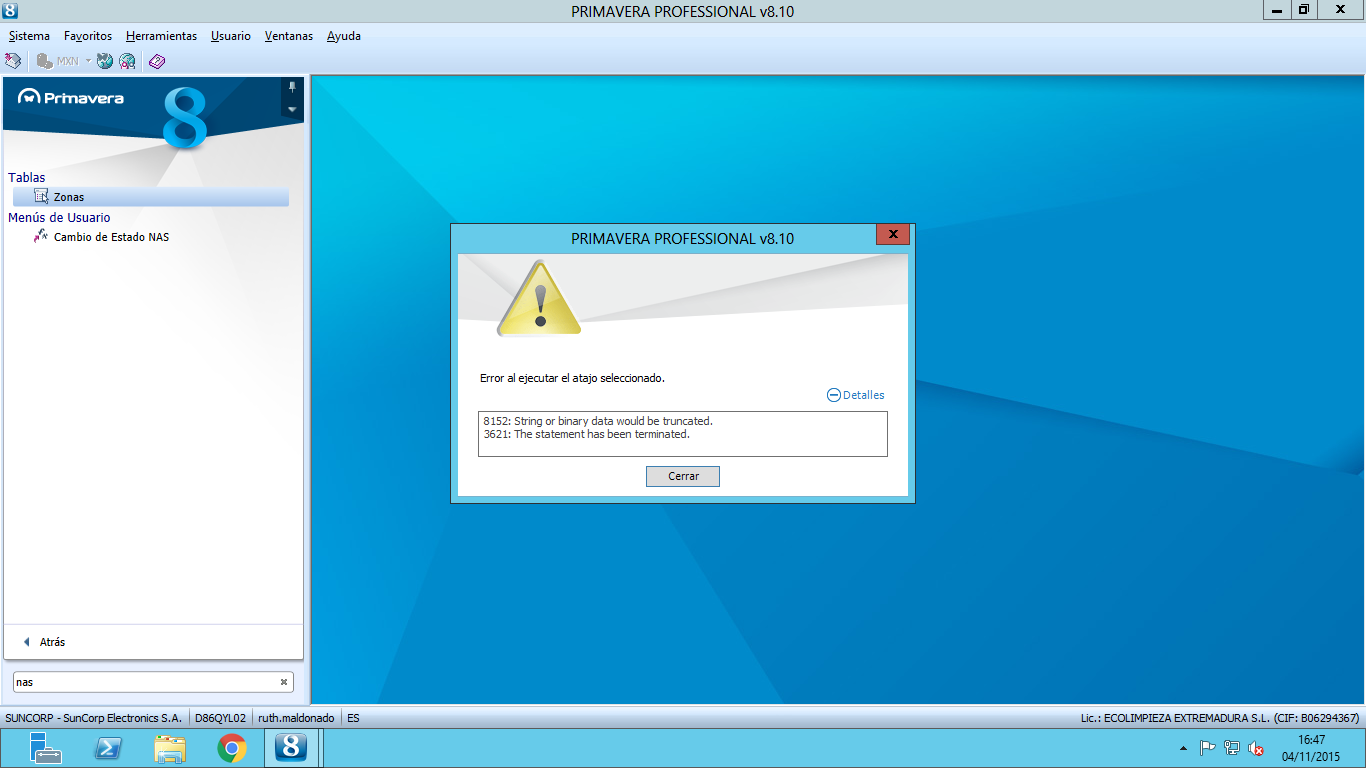 PRIMAVERA PROFESSIONAL v8.10
Sistema Favoritos Herramientas Usuario Ventanas Ayuda
MXN
Primavera 8
Tablas
Zonas
Menús de Usuario
Cambio de Estado NAS
PRIMAVERA PROFESSIONAL v8.10
Error al ejecutar el atajo seleccionado.
Detalles
8152: String or binary data would be truncated.
3621: The statement has been terminated.
Cerrar
Atrás
nas
SUNCORP - SunCorp Electronics S.A. D86QYL02 ruth.maldonado ES Lic.: ECOLIMPIEZA EXTREMADURA S.L. (CIF: B06294367)
8
16:47
04/11/2015